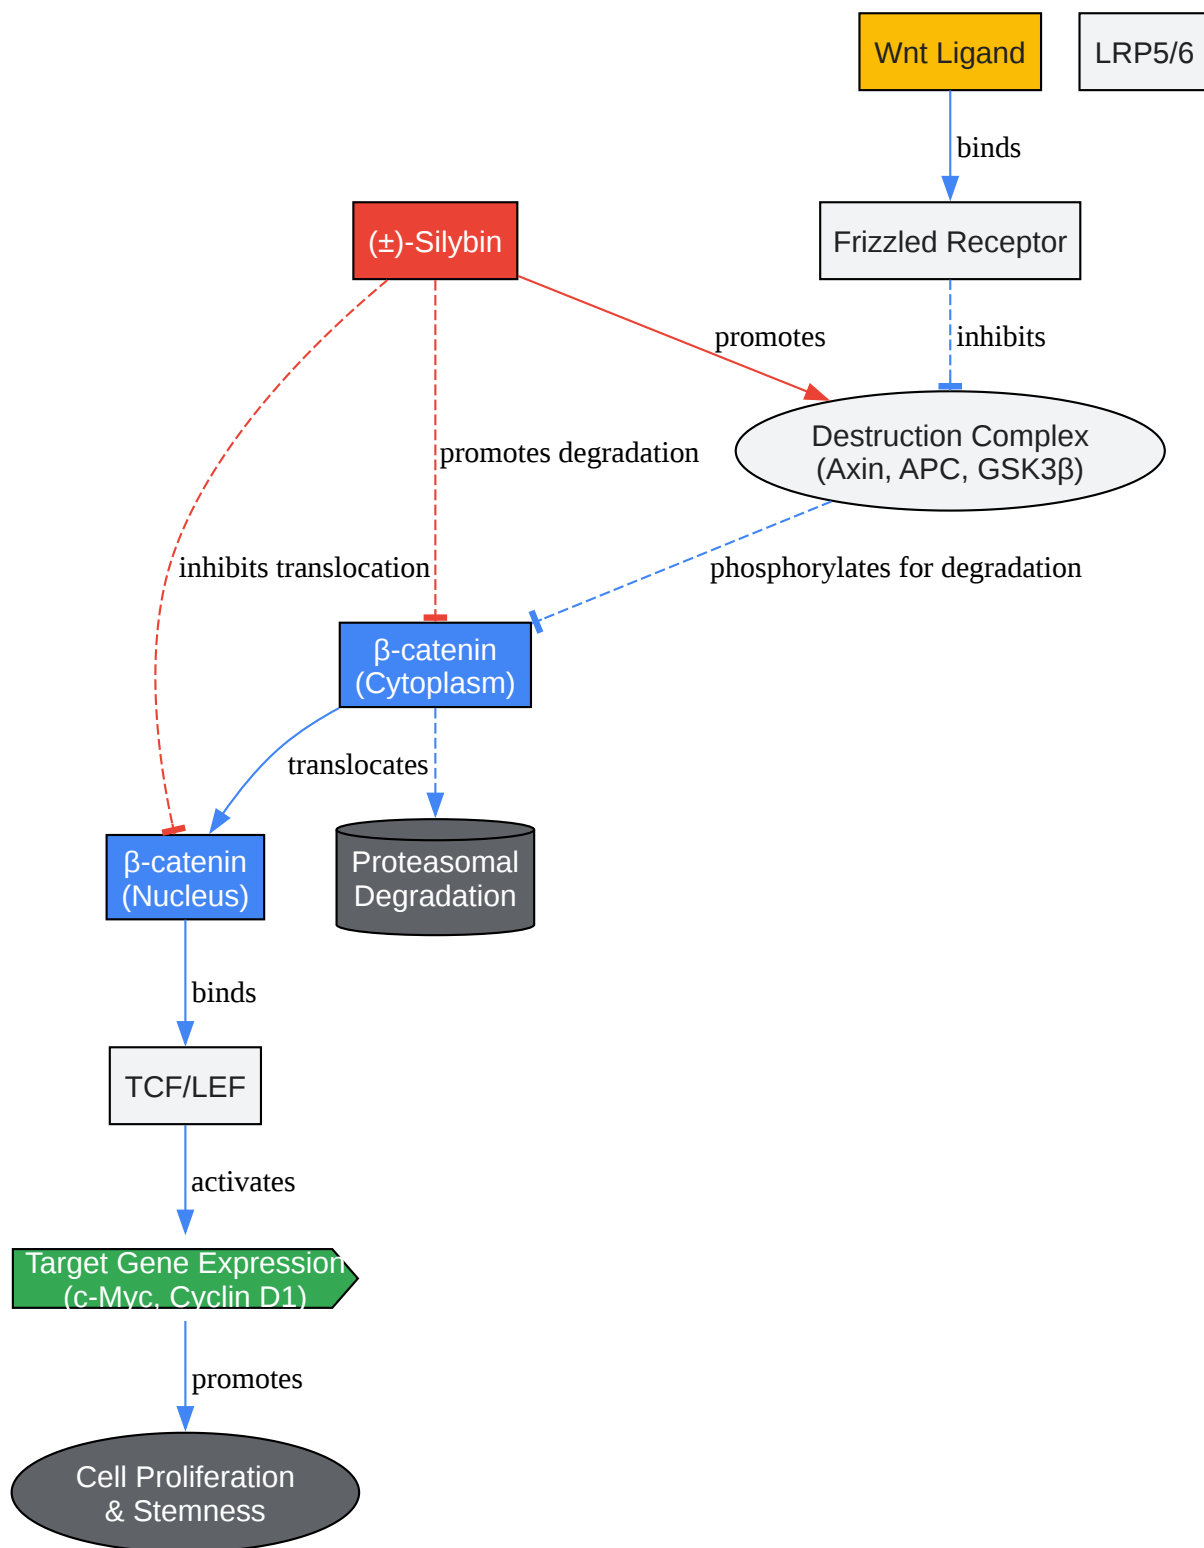 Wnt Ligand
LRP5/6
binds
(±)-Silybin
Frizzled Receptor
promotes
inhibits
Destruction Complex
(Axin, APC, GSK3β)
promotes degradation
inhibits translocation
phosphorylates for degradation
β-catenin
(Cytoplasm)
translocates
β-catenin
(Nucleus)
Proteasomal
Degradation
binds
TCF/LEF
activates
Target Gene Expression
(c-Myc, Cyclin D1)
promotes
Cell Proliferation
& Stemness